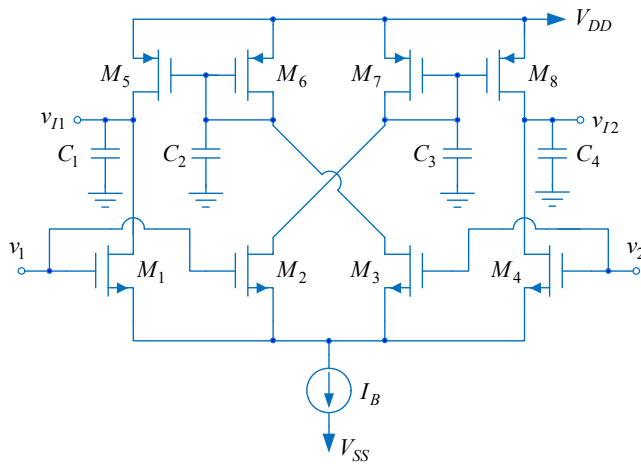 V_DD
M_5 M_6 M_7 M_8
v_I1 v_I2
C_1 C_2 C_3 C_4
v_1 v_2
M_1 M_2 M_3 M_4
I_B
V_SS